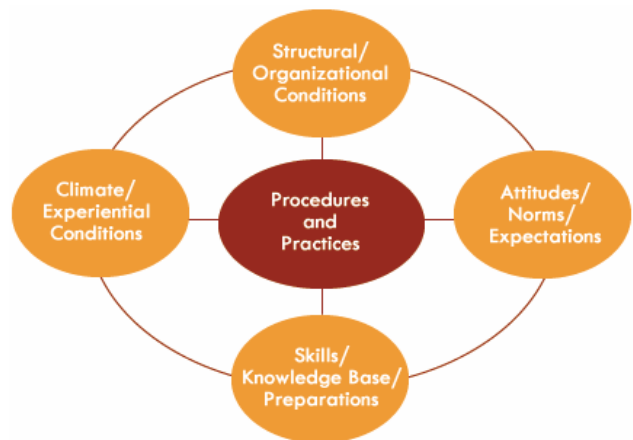 Structural/
Organizational
Conditions
Climate/
Experiential
Conditions
Procedures
and
Practices
Attitudes/
Norms/
Expectations
Skills/
Knowledge Base/
Preparations